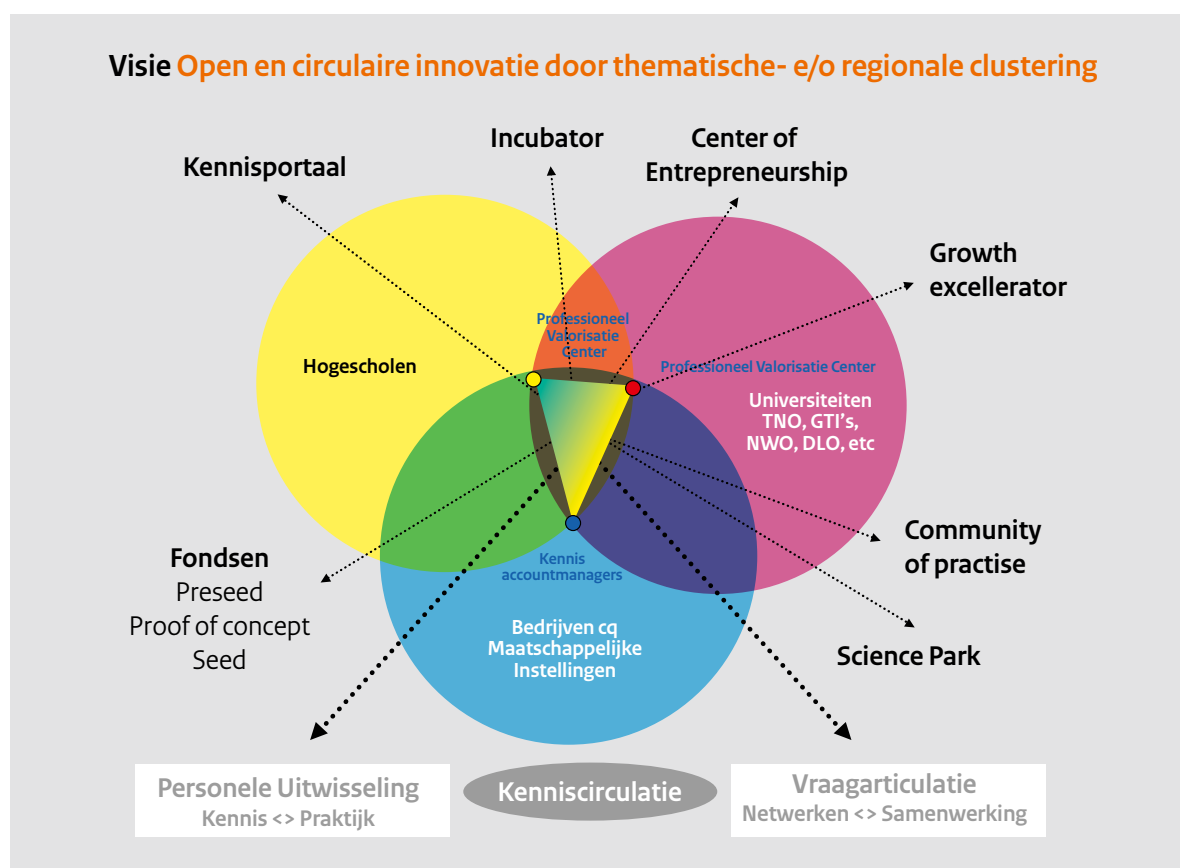 Visie Open en circulaire innovatie door thematische- e/o regionale clustering
Incubator
Center of
Entrepreneurship
Kennisportaal
Growth
excellerator
Professioneel
Valorisatie
Center
Hogescholen
Professioneel Valorisatie Center
Universiteiten
TNO, GTI's,
NWO, DLO, etc
Fondsen
Preseed
Proof of concept
Seed
Kennis
accountmanagers
Community
of practise
Bedrijven cq
Maatschappelijke
Instellingen
Science Park
Personele Uitwisseling
Kennis <> Praktijk
Kenniscirculatie
Vraagarticulatie
Netwerken <> Samenwerking